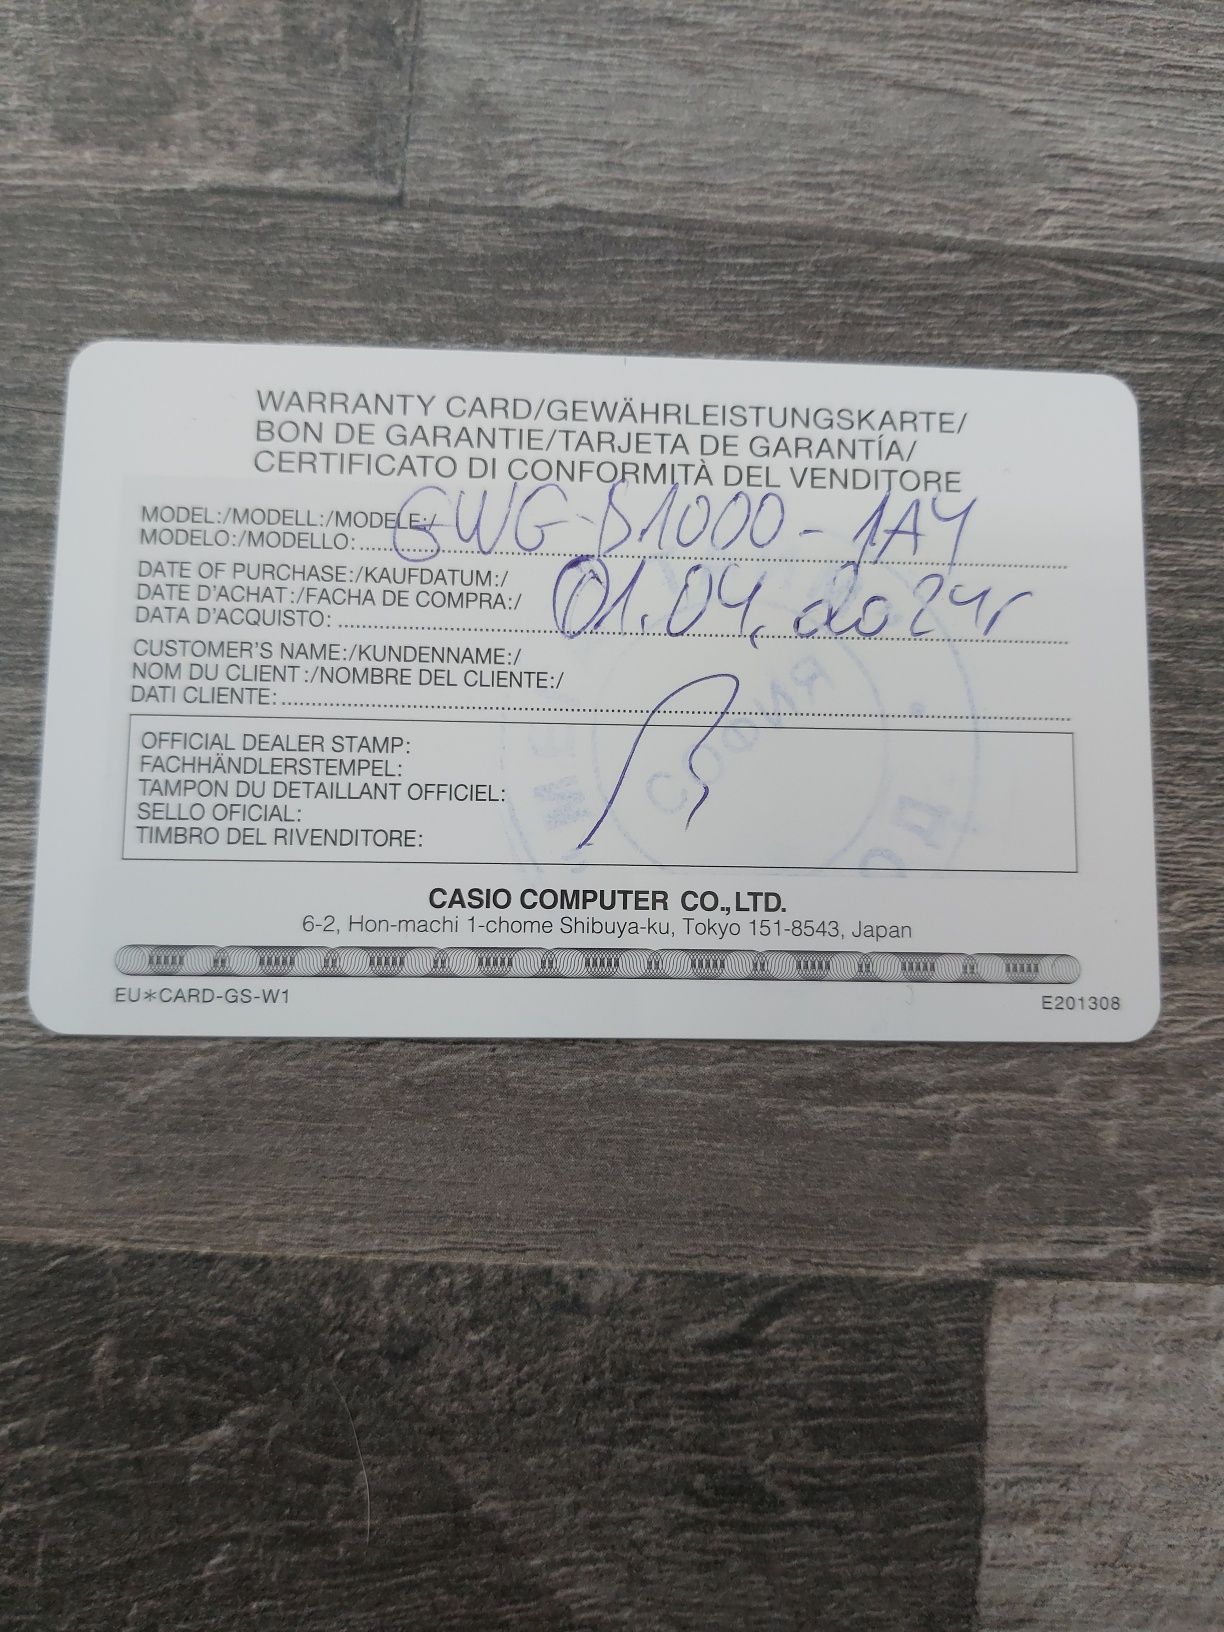 WARRANTY CARD/GEWÄHRLEISTUNGSKARTE/
BON DE GARANTIE/TARJETA DE GARANTÍA/
CERTIFICATO DI CONFORMITÀ DEL VENDITORE
MODEL:/MODELL:/MODELE:/
MODELO:/MODELLO: GWG-B1000-1A4
DATE OF PURCHASE:/KAUFDATUM:/
DATE D'ACHAT:/FACHA DE COMPRA:/
DATA D'ACQUISTO: 01.04.
CUSTOMER'S NAME:/KUNDENNAME:/
NOM DU CLIENT:/NOMBRE DEL CLIENTE:/
DATI CLIENTE:
OFFICIAL DEALER STAMP:
FACHHÄNDLERSTEMPEL:
TAMPON DU DETAILLANT OFFICIEL:
SELLO OFICIAL:
TIMBRO DEL RIVENDITORE:
СОФИЯ
CASIO COMPUTER CO.,LTD.
6-2, Hon-machi 1-chome Shibuya-ku, Tokyo 151-8543, Japan
EU*CARD-GS-W1
E201308